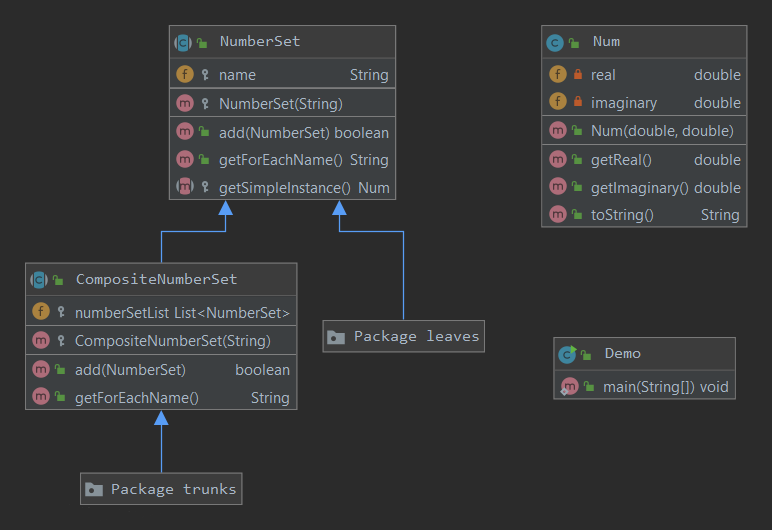 NumberSet
name String
NumberSet(String)
add(NumberSet) boolean
getForEachName() String
getSimpleInstance() Num
Num
real double
imaginary double
Num(double, double)
getReal() double
getImaginary() double
toString() String
CompositeNumberSet
numberSetList List<NumberSet>
CompositeNumberSet(String)
add(NumberSet) boolean
getForEachName() String
Package leaves
Demo
main(String[]) void
Package trunks